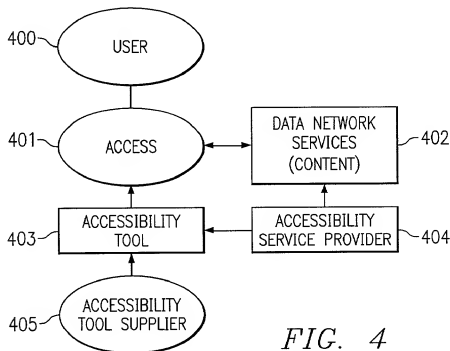 400
USER
401
ACCESS
DATA NETWORK
SERVICES
(CONTENT)
402
403
ACCESSIBILITY
TOOL
ACCESSIBILITY
SERVICE PROVIDER
404
405
ACCESSIBILITY
TOOL SUPPLIER
FIG. 4